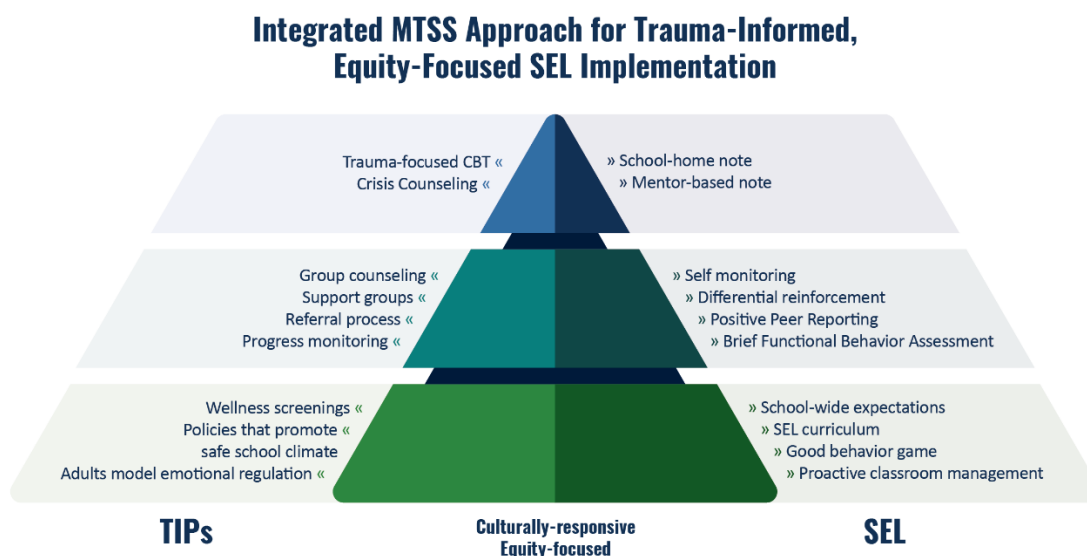 Integrated MTSS Approach for Trauma-Informed,
Equity-Focused SEL Implementation
Trauma-focused CBT «
Crisis Counseling «
» School-home note
» Mentor-based note
Group counseling «
Support groups «
Referral process «
Progress monitoring «
» Self monitoring
» Differential reinforcement
» Positive Peer Reporting
» Brief Functional Behavior Assessment
Wellness screenings «
Policies that promote «
safe school climate
Adults model emotional regulation «
» School-wide expectations
» SEL curriculum
» Good behavior game
» Proactive classroom management
TIPs
Culturally-responsive
Equity-focused
SEL